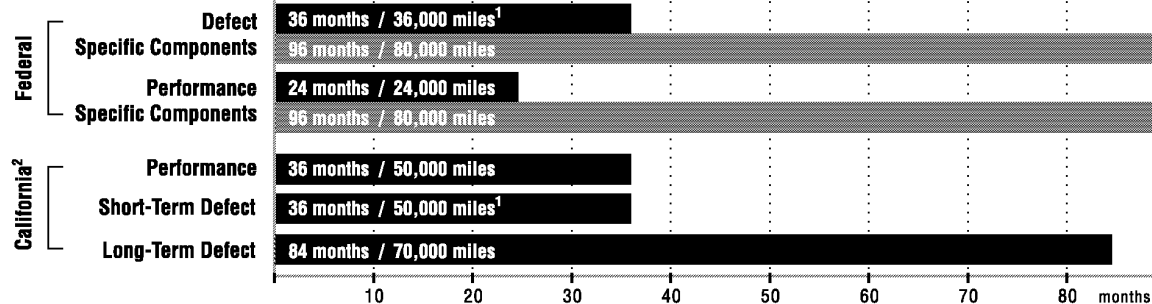 Federal
Defect 36 months / 36,000 miles¹
Specific Components 96 months / 80,000 miles
Performance 24 months / 24,000 miles
Specific Components 96 months / 80,000 miles
California²
Performance 36 months / 50,000 miles
Short-Term Defect 36 months / 50,000 miles¹
Long-Term Defect 84 months / 70,000 miles
10 20 30 40 50 60 70 80 months